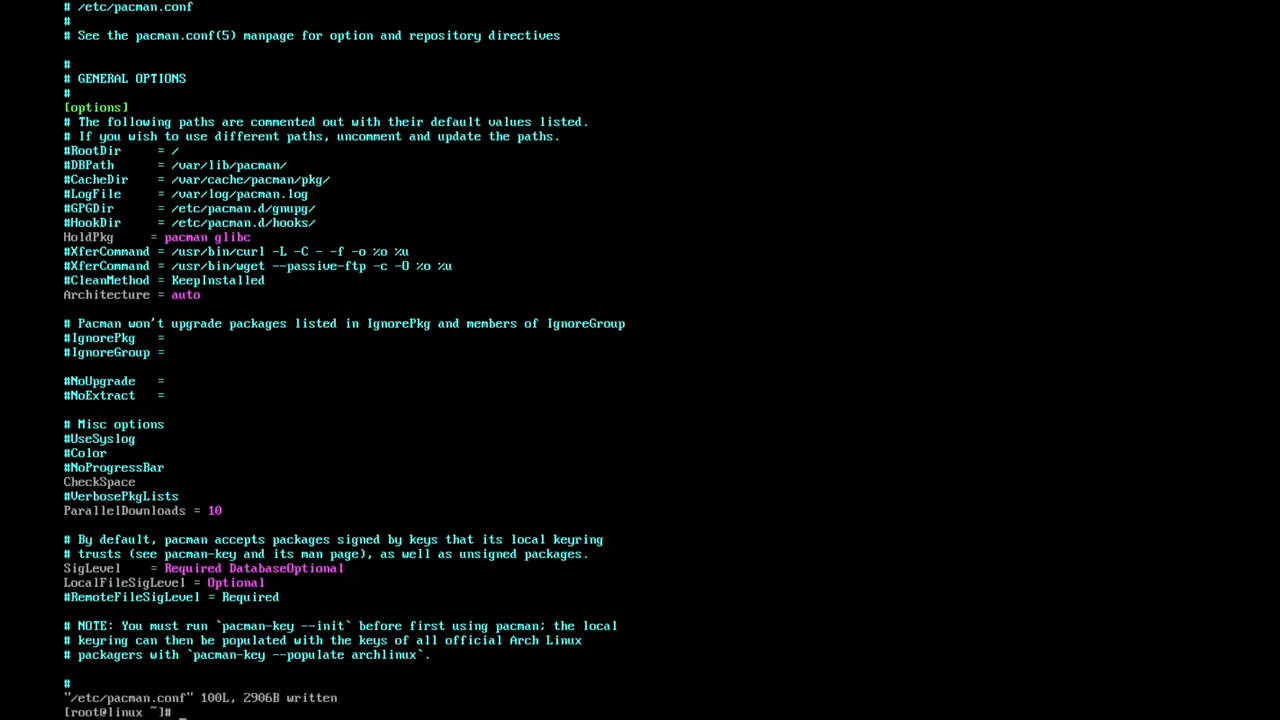 # /etc/pacman.conf
#
# See the pacman.conf(5) manpage for option and repository directives
#
# GENERAL OPTIONS
#
[options]
# The following paths are commented out with their default values listed.
# If you wish to use different paths, uncomment and update the paths.
#RootDir     = /
#DBPath      = /var/lib/pacman/
#CacheDir    = /var/cache/pacman/pkg/
#LogFile     = /var/log/pacman.log
#GPGDir      = /etc/pacman.d/gnupg/
#HookDir     = /etc/pacman.d/hooks/
HoldPkg     = pacman glibc
#XferCommand = /usr/bin/curl -L -C - -f -o %o %u
#XferCommand = /usr/bin/wget --passive-ftp -c -O %o %u
#CleanMethod = KeepInstalled
Architecture = auto
# Pacman won't upgrade packages listed in IgnorePkg and members of IgnoreGroup
#IgnorePkg   =
#IgnoreGroup =
#NoUpgrade   =
#NoExtract   =
# Misc options
#UseSyslog
#Color
#NoProgressBar
CheckSpace
#VerbosePkgLists
ParallelDownloads = 10
# By default, pacman accepts packages signed by keys that its local keyring
# trusts (see pacman-key and its man page), as well as unsigned packages.
SigLevel    = Required DatabaseOptional
LocalFileSigLevel = Optional
#RemoteFileSigLevel = Required
# NOTE: You must run `pacman-key --init` before first using pacman; the local
# keyring can then be populated with the keys of all official Arch Linux
# packagers with `pacman-key --populate archlinux`.
#
"/etc/pacman.conf" 100L, 2906B written
[root@linux ~]# _